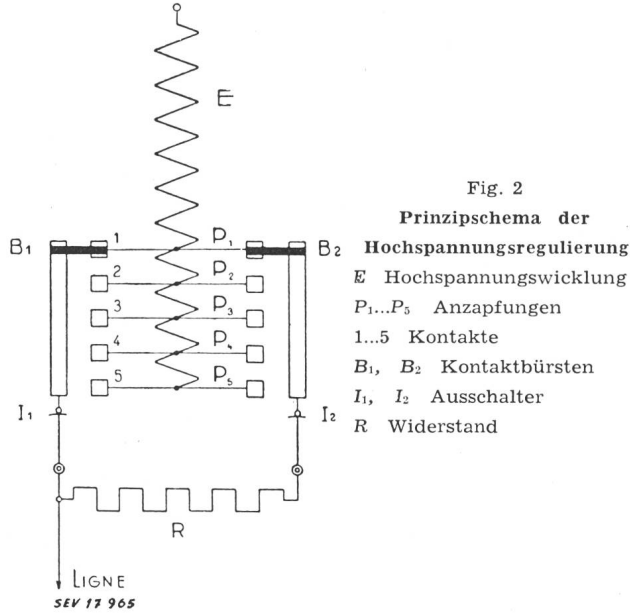 E
B₁ 1 P₁ B₂
2 P₂
3 P₃
4 P₄
5 P₅
I₁ I₂
R
LIGNE
SEV 17 965
Fig. 2
Prinzipschema der
Hochspannungsregulierung
E Hochspannungswicklung
P₁...P₅ Anzapfungen
1...5 Kontakte
B₁, B₂ Kontaktbürsten
I₁, I₂ Ausschalter
R Widerstand